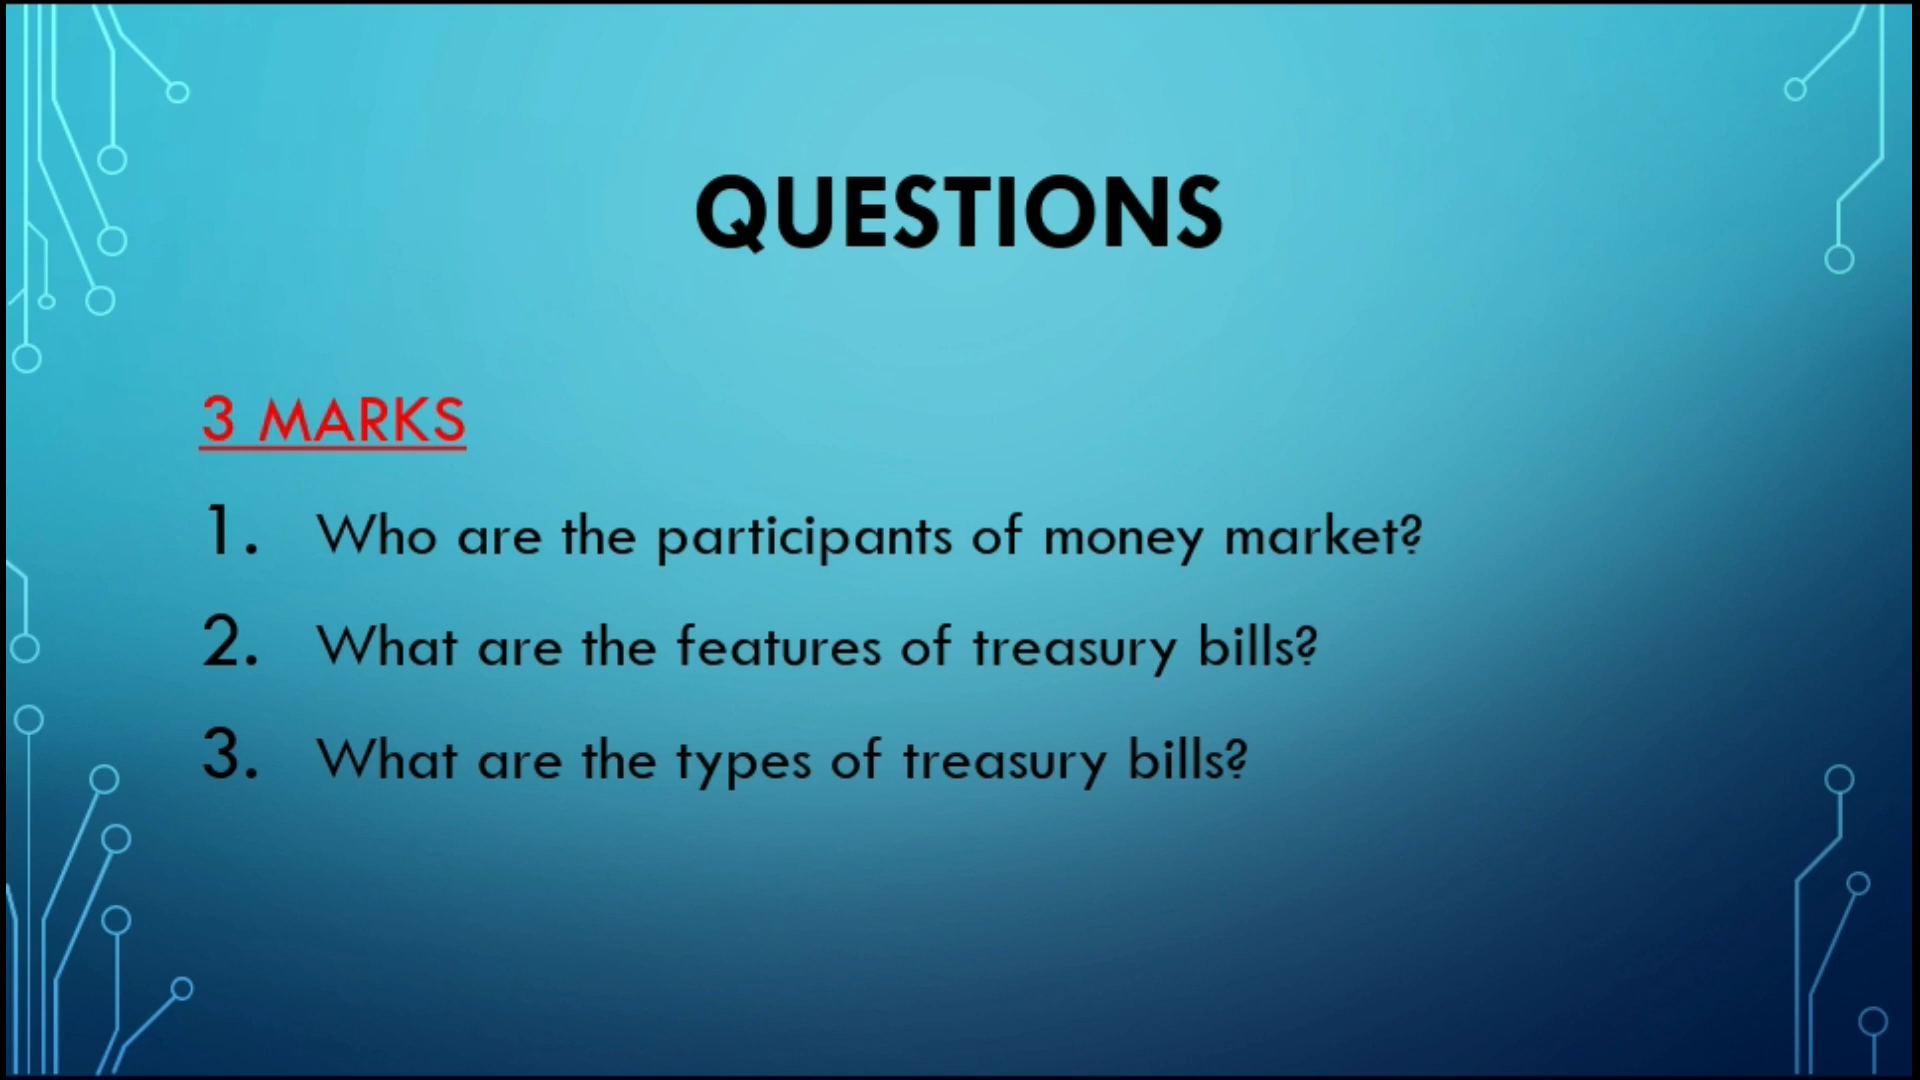 QUESTIONS
3 MARKS
1. Who are the participants of money market?
2. What are the features of treasury bills?
3. What are the types of treasury bills?